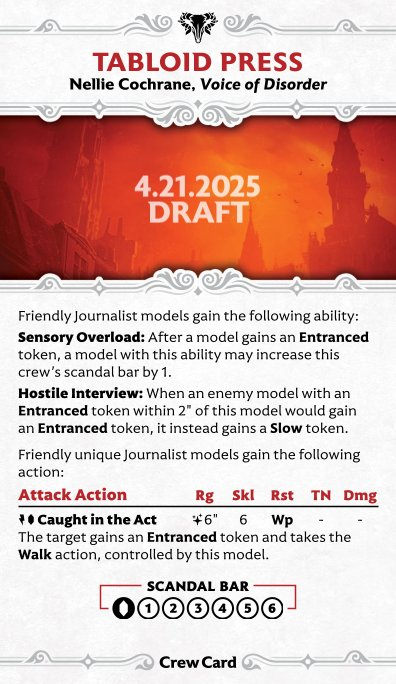 TABLOID PRESS
Nellie Cochrane, Voice of Disorder
4.21.2025
DRAFT
Friendly Journalist models gain the following ability:
Sensory Overload: After a model gains an Entranced
token, a model with this ability may increase this
crew's scandal bar by 1.
Hostile Interview: When an enemy model with an
Entranced token within 2" of this model would gain
an Entranced token, it instead gains a Slow token.
Friendly unique Journalist models gain the following
action:
Attack Action Rg Skl Rst TN Dmg
Caught in the Act 6" 6 Wp - -
The target gains an Entranced token and takes the
Walk action, controlled by this model.
SCANDAL BAR
1 2 3 4 5 6
Crew Card